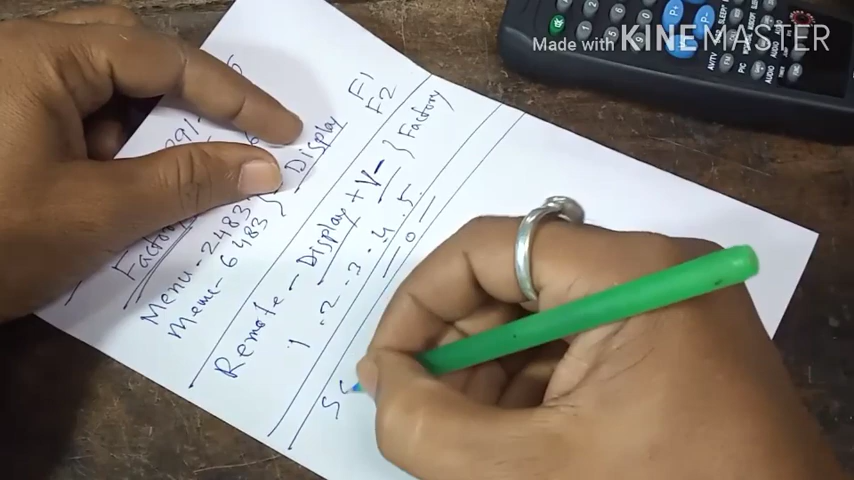 Made with KINEMASTER
F1
F2
Factory
Menu - 2483
Menu - 6483 } - Display
Remote - Display + V- } Factory
1 . 2 . 3 . 4 . 5 .